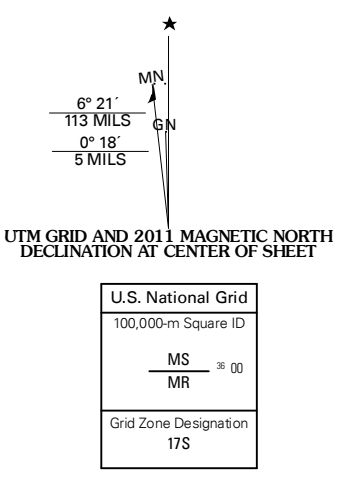 ★
MN.
6° 21´
113 MILS
GN
0° 18´
5 MILS
UTM GRID AND 2011 MAGNETIC NORTH
DECLINATION AT CENTER OF SHEET
U.S. National Grid
100,000-m Square ID
MS
36 00
MR
Grid Zone Designation
17S